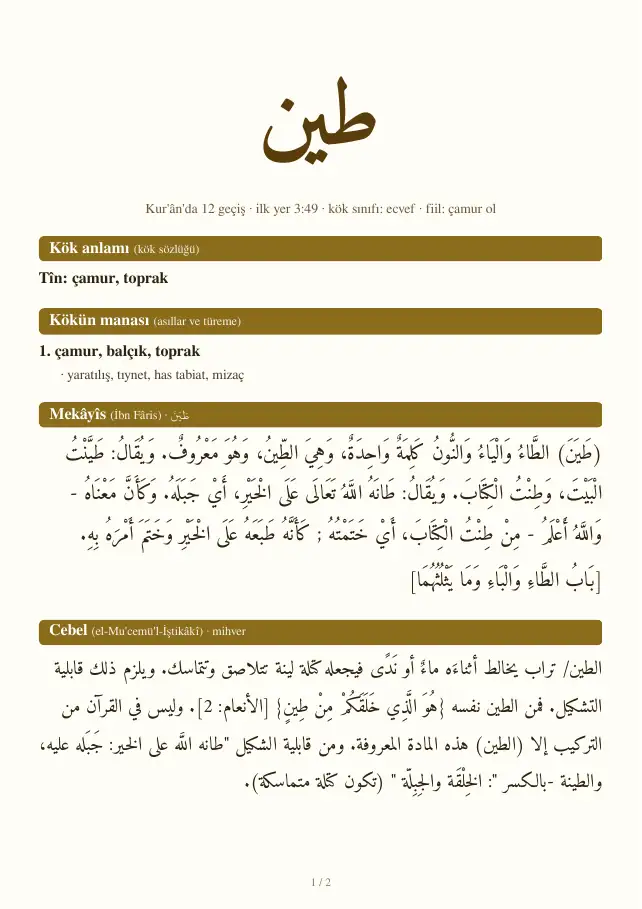 طين
Kur'ân'da 12 geçiş · ilk yer 3:49 · kök sınıfı: ecvef · fiil: çamur ol
Kök anlamı (kök sözlüğü)
Tîn: çamur, toprak
Kökün manası (asıllar ve türeme)
1. çamur, balçık, toprak
· yaratılış, tıynet, has tabiat, mizaç
Mekâyîs (İbn Fâris) · طَيَنَ
(طَيَنَ) الطَّاءُ وَالْيَاءُ وَالنُّونُ كَلِمَةٌ وَاحِدَةٌ، وَهِيَ الطِّينُ، وَهُوَ مَعْرُوفٌ. وَيُقَالُ: طَيَّنْتُ
الْبَيْتَ، وَطِنْتُ الْكِتَابَ. وَيُقَالُ: طَانَهُ اللَّهُ تَعَالَى عَلَى الْخَيْرِ، أَيْ جَبَلَهُ. وَكَأَنَّ مَعْنَاهُ -
وَاللَّهُ أَعْلَمُ - مِنْ طِنْتُ الْكِتَابَ، أَيْ خَتَمْتُهُ ; كَأَنَّهُ طَبَعَهُ عَلَى الْخَيْرِ وَخَتَمَ أَمْرَهُ بِهِ.
[بَابُ الطَّاءِ وَالْبَاءِ وَمَا يَثْلُثُهُمَا]
Cebel (el-Mu'cemü'l-İştikâkî) · mihver
الطين/ تراب يخالط أثناءَه ماءٌ أو نَدًى فيجعله كتلة لينة تتلاصق وتتماسك. ويلزم ذلك قابلية
التشكيل. فمن الطين نفسه {هُوَ الَّذِي خَلَقَكُمْ مِنْ طِينٍ} [الأنعام: 2]. وليس في القرآن من
التركيب إلا (الطين) هذه المادة المعروفة. ومن قابلية الشكيل "طانه اللَّه على الخير: جَبَله عليه،
والطينة -بالكسر ": الخِلْقَة والجِبِلّة " (تكون كتلة متماسكة).
1 / 2